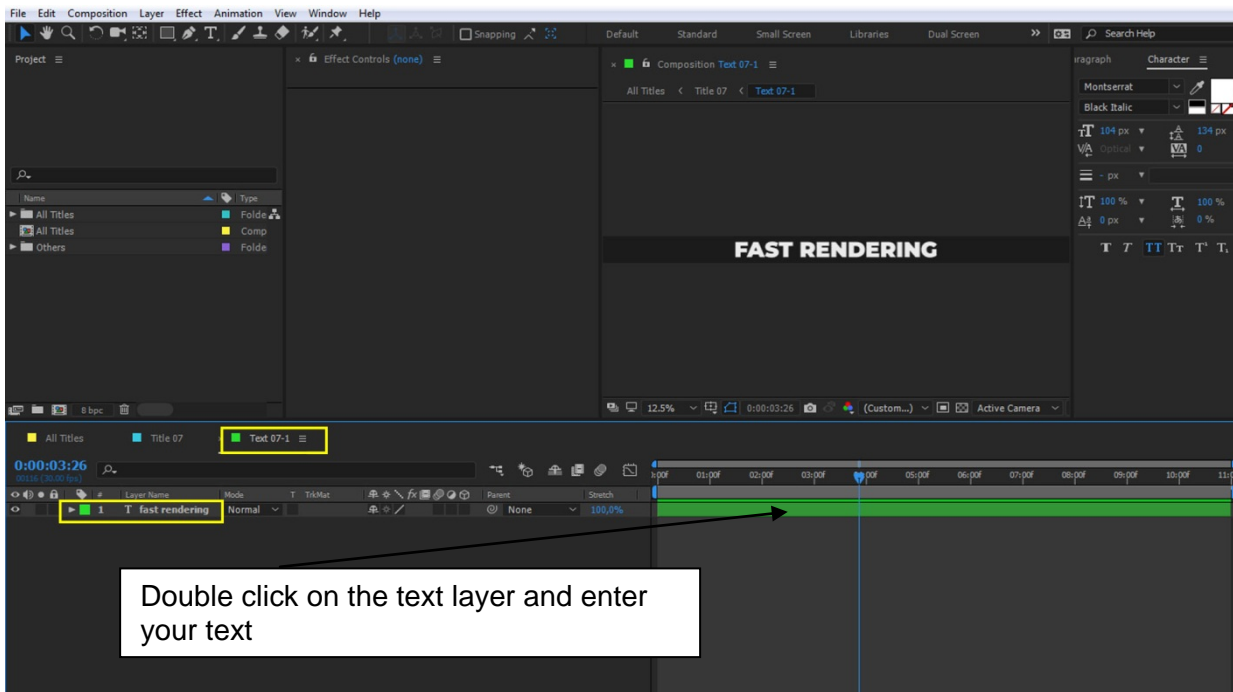 File Edit Composition Layer Effect Animation View Window Help
Snapping Default Standard Small Screen Libraries Dual Screen » Search Help
Project Effect Controls (none) Composition Text 07-1 Character
All Titles < Title 07 < Text 07-1
Montserrat
Black Italic
104 px 134 px
Optical 0
- px
Name Type
100 % 100 %
All Titles Folde
0 px 0 %
All Titles Comp
Others Folde
FAST RENDERING
8 bpc 12.5% 0:00:03:26 (Custom...) Active Camera
All Titles Title 07 Text 07-1
0:00:03:26
00116 (30.00 fps)
01:00f 02:00f 03:00f 05:00f 06:00f 07:00f 08:00f 09:00f 10:00f
# Layer Name Mode T TrkMat fx Parent Stretch
1 T fast rendering Normal None 100,0%
Double click on the text layer and enter
your text